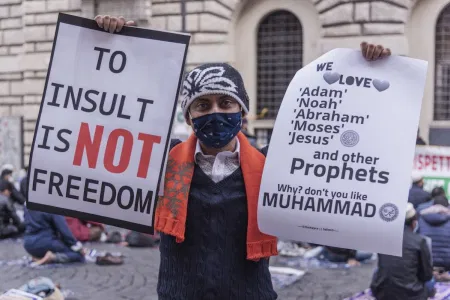 TO
INSULT
IS NOT
FREEDOM
WE LOVE
'Adam'
'Noah'
'Abraham'
'Moses'
'Jesus'
and other
Prophets
Why? don't you like
MUHAMMAD
SPETTO